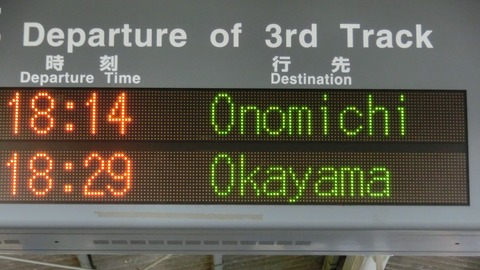 Departure of 3rd Track
時刻 行先
Departure Time Destination
18:14 Onomichi
18:29 Okayama